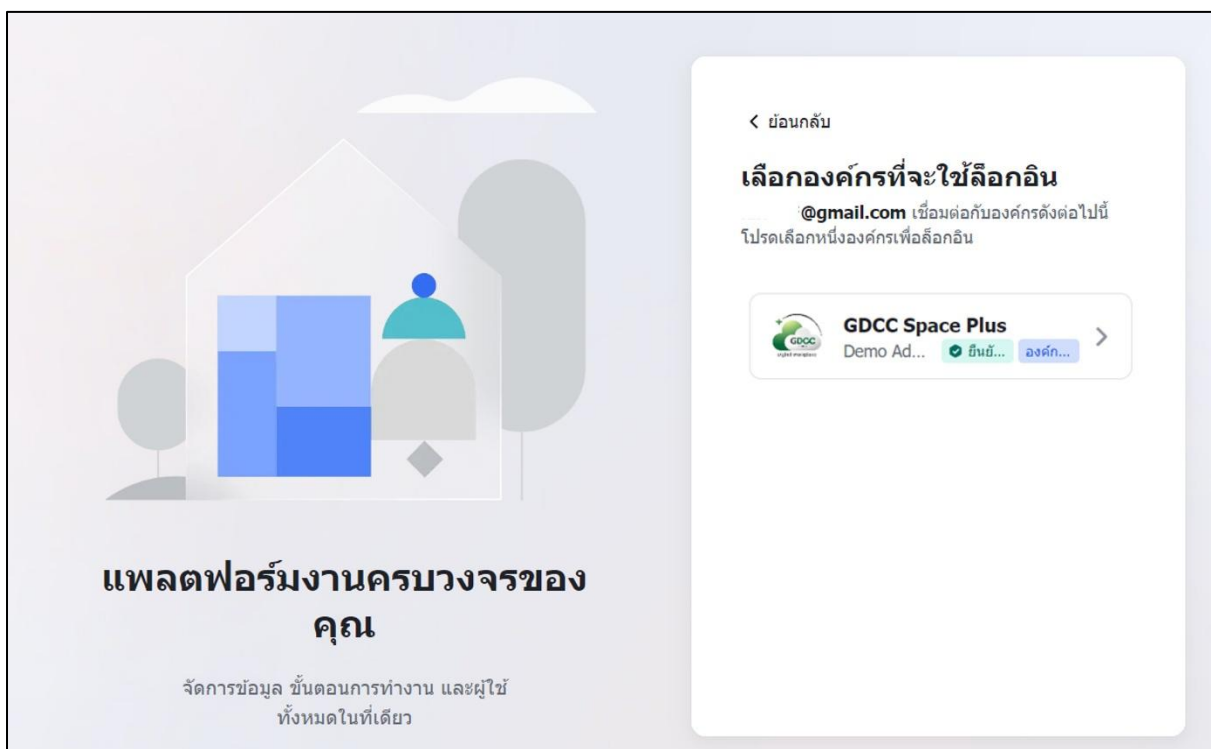 ย้อนกลับ
เลือกองค์กรที่จะใช้ล็อกอิน
@gmail.com เชื่อมต่อกับองค์กรดังต่อไปนี้
โปรดเลือกหนึ่งองค์กรเพื่อล็อกอิน
GDCC
GDCC Space Plus
Demo Ad... ยืนยั... องค์ก...
แพลตฟอร์มงานครบวงจรของ
คุณ
จัดการข้อมูล ขั้นตอนการทำงาน และผู้ใช้
ทั้งหมดในที่เดียว